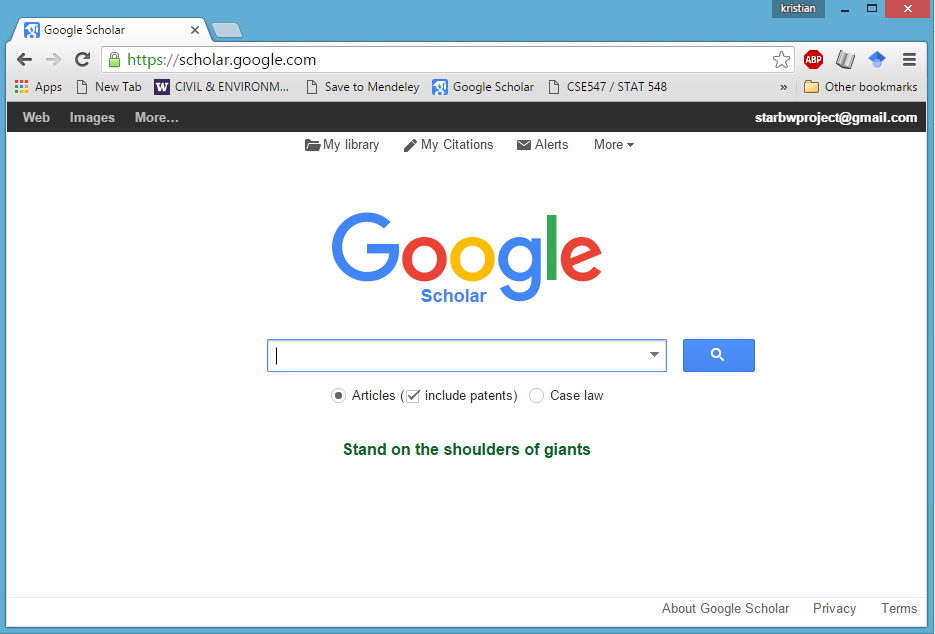 kristian
Google Scholar
https://scholar.google.com
ABP
Apps New Tab W CIVIL & ENVIRONM... Save to Mendeley Google Scholar CSE547 / STAT 548 » Other bookmarks
Web Images More... starbwproject@gmail.com
My library My Citations Alerts More
Google
Scholar
Articles (include patents) Case law
Stand on the shoulders of giants
About Google Scholar Privacy Terms